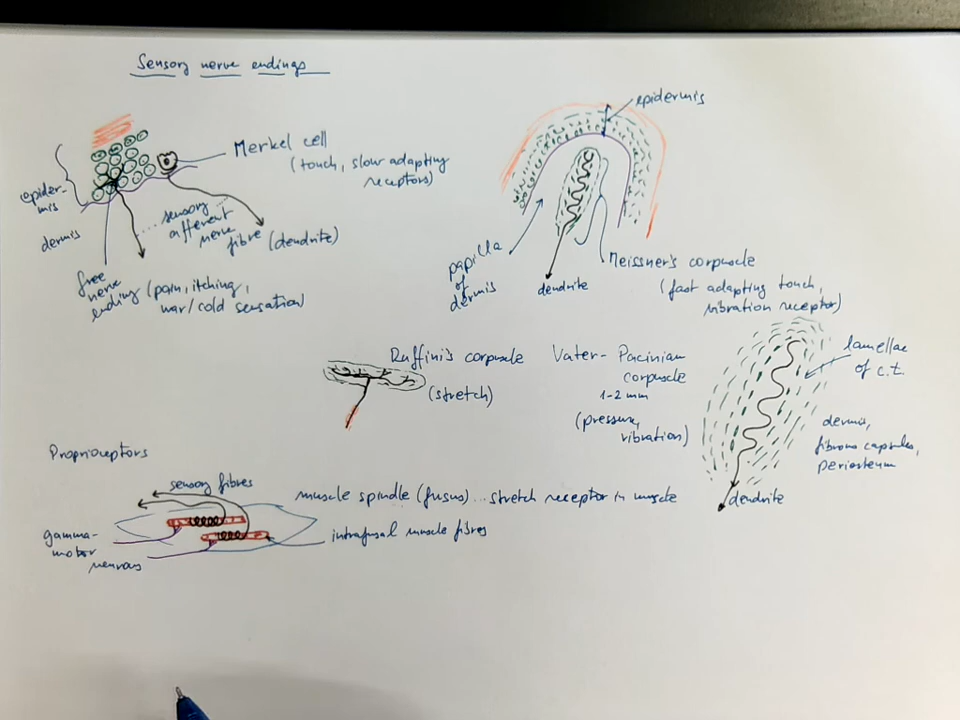 Sensory nerve endings
epidermis
Merkel cell
(touch, slow adapting
receptors)
epider-
mis
dermis
sensory
afferent
nerve
fibre (dendrite)
free
nerve
ending (pain, itching,
war/cold sensation)
papilla
of
dermis
dendrite
Meissner's corpuscle
(fast adapting touch,
vibration receptor)
Ruffini's corpuscle
(stretch)
Vater-Pacinian
corpuscle
1-2 mm
(pressure,
vibration)
lamellae
of c.t.
dermis,
fibrous capsules,
periosteum
dendrite
Proprioceptors
sensory fibres
muscle spindle (fusus)... stretch receptor in muscle
intrafusal muscle fibres
gamma-
motor
neurons